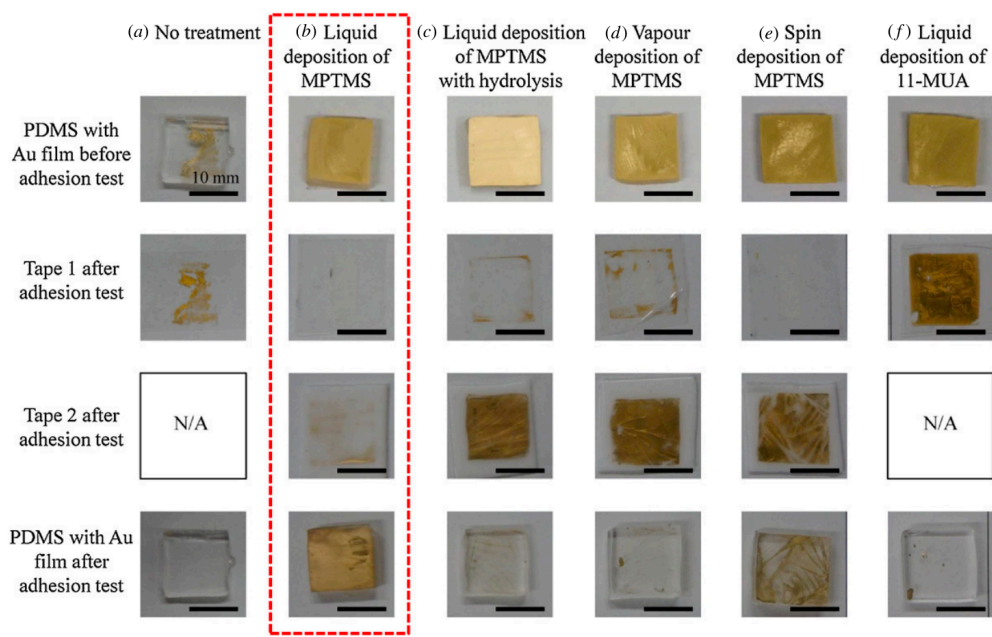 (a) No treatment
(b) Liquid
deposition of
MPTMS
(c) Liquid deposition
of MPTMS
with hydrolysis
(d) Vapour
deposition of
MPTMS
(e) Spin
deposition of
MPTMS
(f) Liquid
deposition of
11-MUA
PDMS with
Au film before
adhesion test
10 mm
Tape 1 after
adhesion test
Tape 2 after
adhesion test
N/A
N/A
PDMS with Au
film after
adhesion test